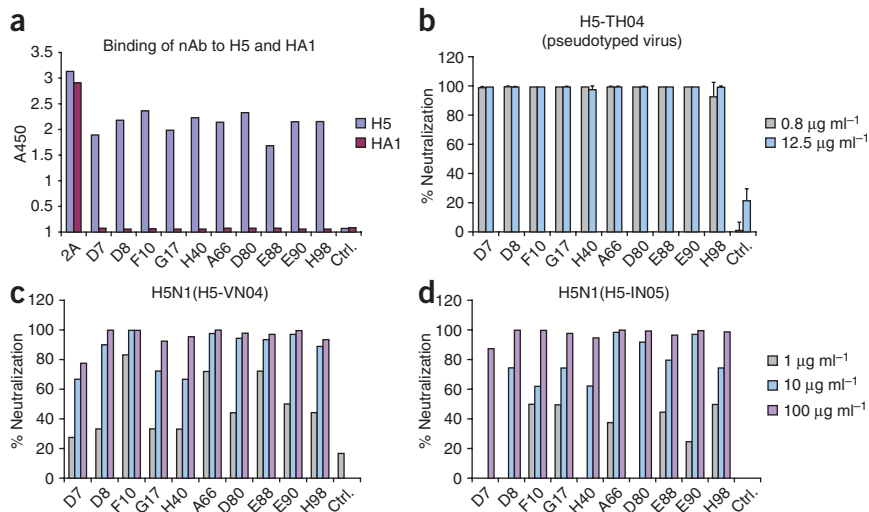 a
Binding of nAb to H5 and HA1
A450
3.5
3
2.5
2
1.5
1
0.5
1
2A D7 D8 F10 G17 H40 A66 D80 E88 E90 H98 Ctrl.
H5
HA1
b
H5-TH04
(pseudotyped virus)
% Neutralization
120
100
80
60
40
20
0
D7 D8 F10 G17 H40 A66 D80 E88 E90 H98 Ctrl.
0.8 µg ml⁻¹
12.5 µg ml⁻¹
c
H5N1(H5-VN04)
% Neutralization
120
100
80
60
40
20
0
D7 D8 F10 G17 H40 A66 D80 E88 E90 H98 Ctrl.
d
H5N1(H5-IN05)
% Neutralization
120
100
80
60
40
20
0
D7 D8 F10 G17 H40 A66 D80 E88 E90 H98 Ctrl.
1 µg ml⁻¹
10 µg ml⁻¹
100 µg ml⁻¹